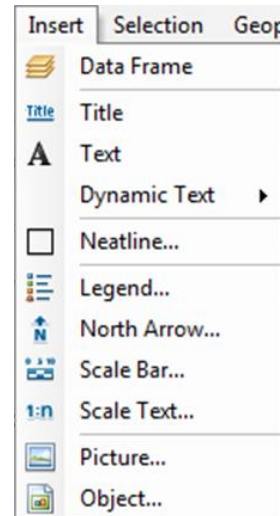 Insert Selection Geop
Data Frame
Title Title
A Text
Dynamic Text
Neatline...
Legend...
N North Arrow...
Scale Bar...
1:n Scale Text...
Picture...
Object...